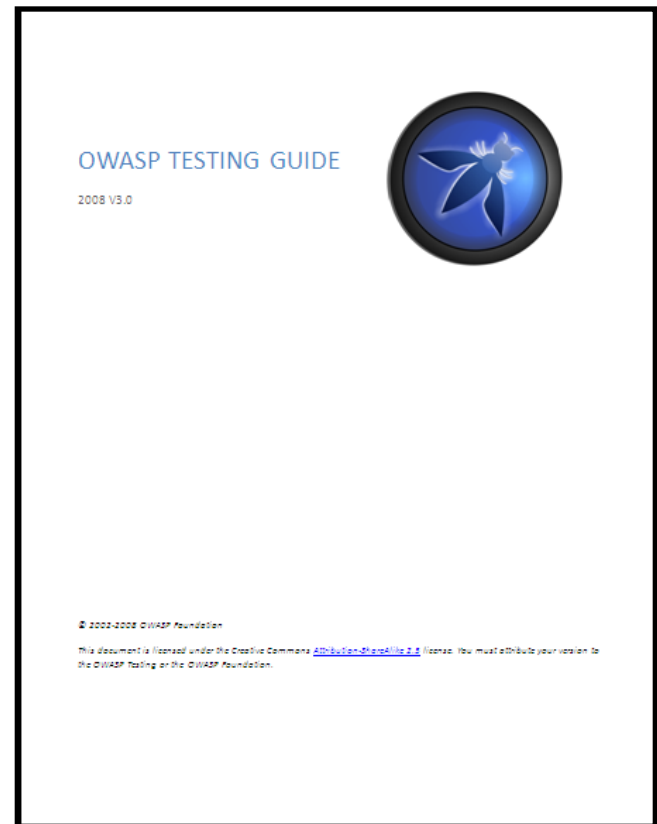 OWASP TESTING GUIDE
2008 V3.0
© 2002-2008 OWASP Foundation
This document is licensed under the Creative Commons Attribution-ShareAlike 2.5 license. You must attribute your version to
the OWASP Testing or the OWASP Foundation.